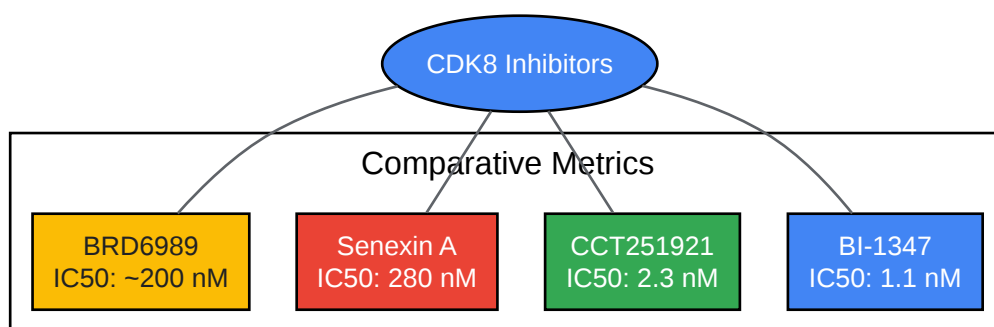 CDK8 Inhibitors
Comparative Metrics
BRD6989
IC50: ~200 nM
Senexin A
IC50: 280 nM
CCT251921
IC50: 2.3 nM
BI-1347
IC50: 1.1 nM